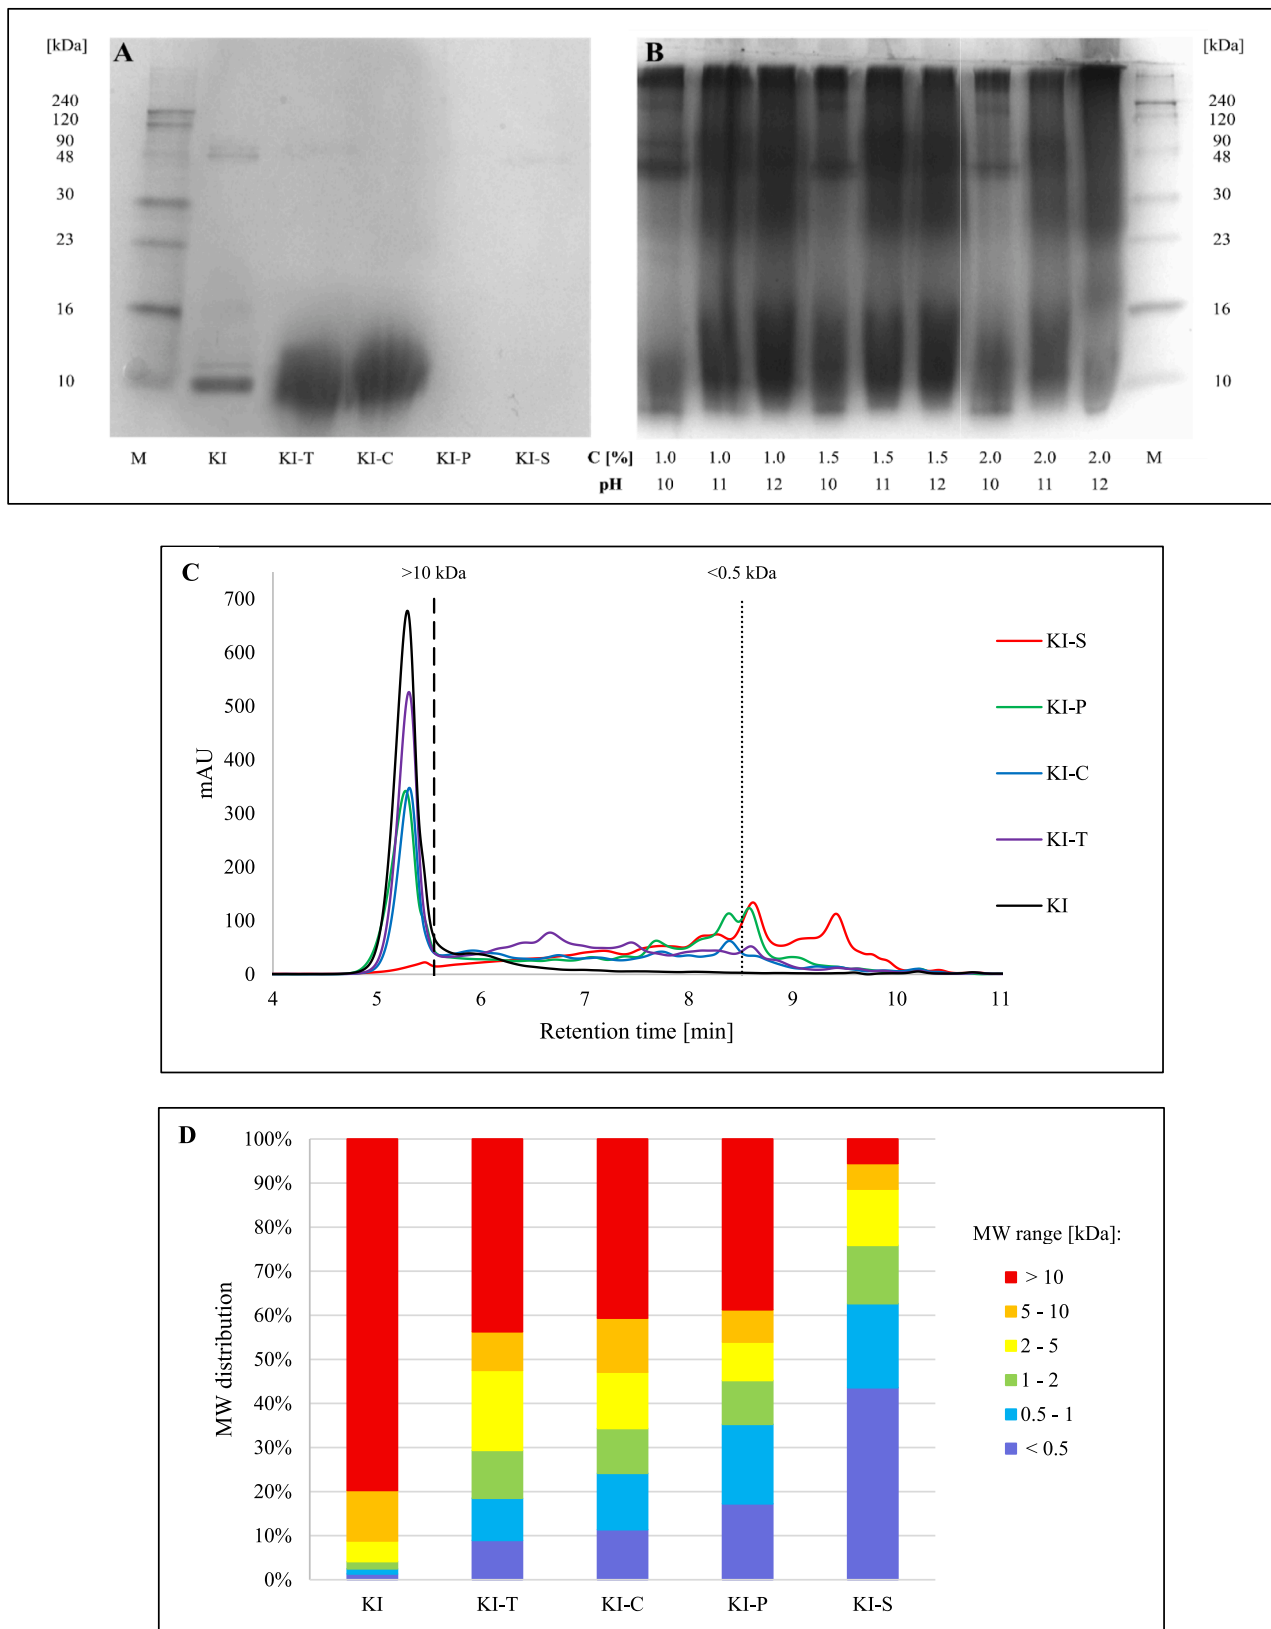 [kDa] A B [kDa]
240 240
120 120
90 90
48 48
30 30
23 23
16 16
10 10
M KI KI-T KI-C KI-P KI-S C [%] 1.0 1.0 1.0 1.5 1.5 1.5 2.0 2.0 2.0 M
pH 10 11 12 10 11 12 10 11 12
C >10 kDa <0.5 kDa
700
600
500
400
300
200
100
0
mAU
4 5 6 7 8 9 10 11
Retention time [min]
KI-S
KI-P
KI-C
KI-T
KI
D
100%
90%
80%
70%
60%
50%
40%
30%
20%
10%
0%
MW distribution
KI KI-T KI-C KI-P KI-S
MW range [kDa]:
> 10
5 - 10
2 - 5
1 - 2
0.5 - 1
< 0.5